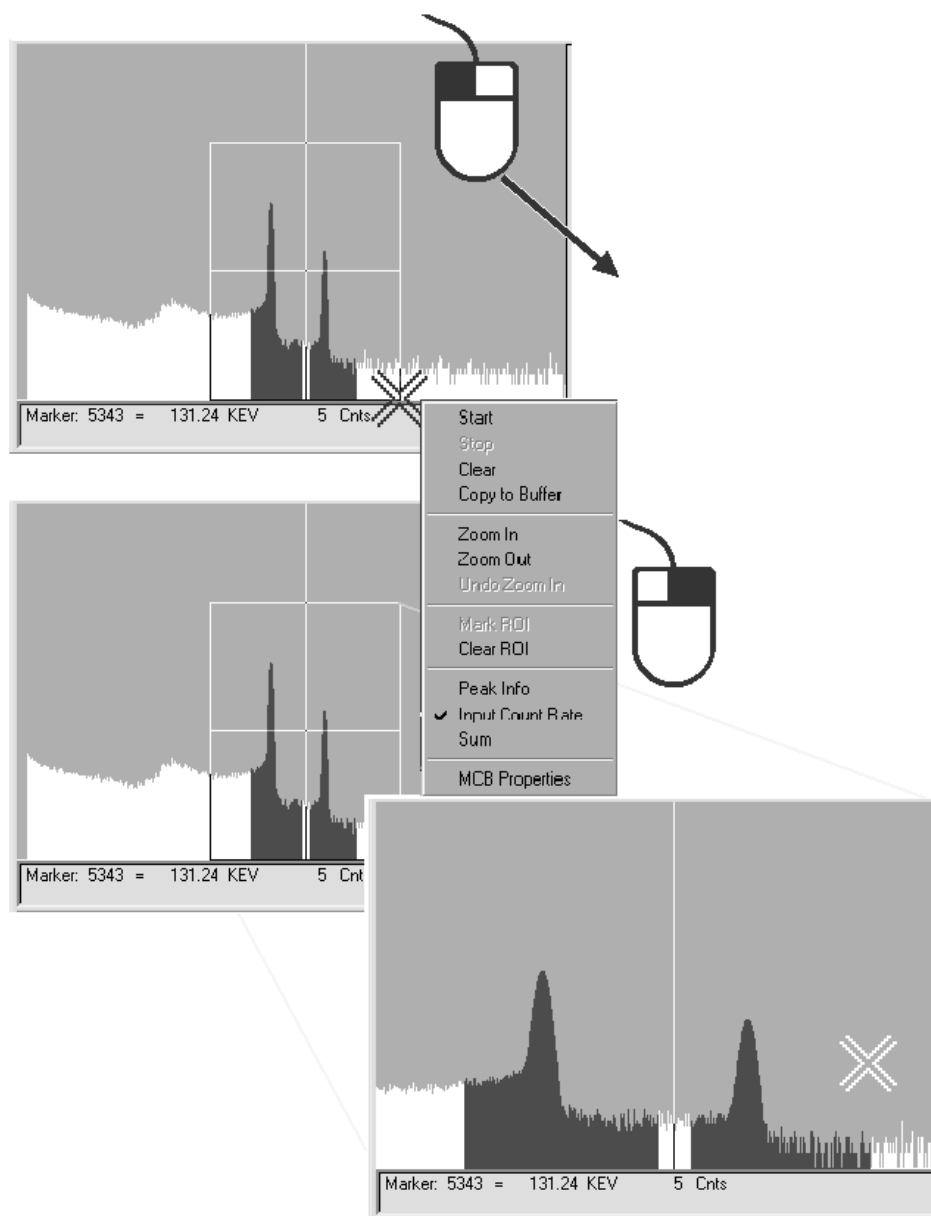 Marker: 5343 = 131.24 KEV 5 Cnts
Start
Stop
Clear
Copy to Buffer
Zoom In
Zoom Out
Undo Zoom In
Mark ROI
Clear ROI
Peak Info
Input Count Rate
Sum
MCB Properties
Marker: 5343 = 131.24 KEV 5 Cnt
Marker: 5343 = 131.24 KEV 5 Cnts